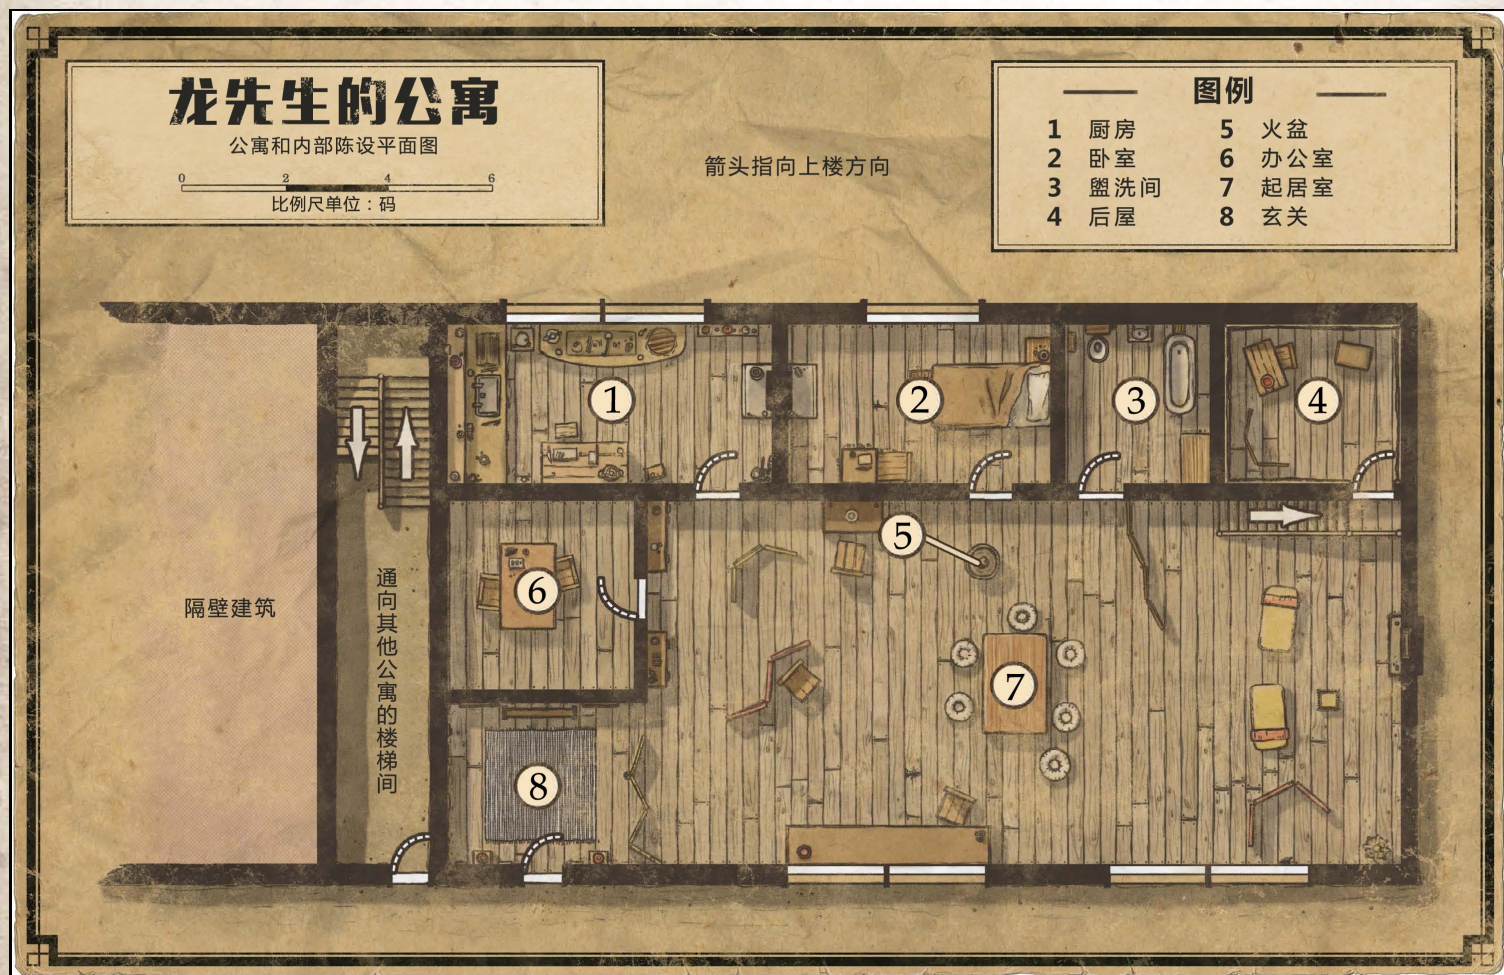 龙先生的公寓
公寓和内部陈设平面图
0 2 4 6
比例尺单位：码
箭头指向上楼方向
图例
1 厨房
2 卧室
3 盥洗间
4 后屋
5 火盆
6 办公室
7 起居室
8 玄关
1
2
3
4
5
6
7
8
隔壁建筑
通向其他公寓的楼梯间